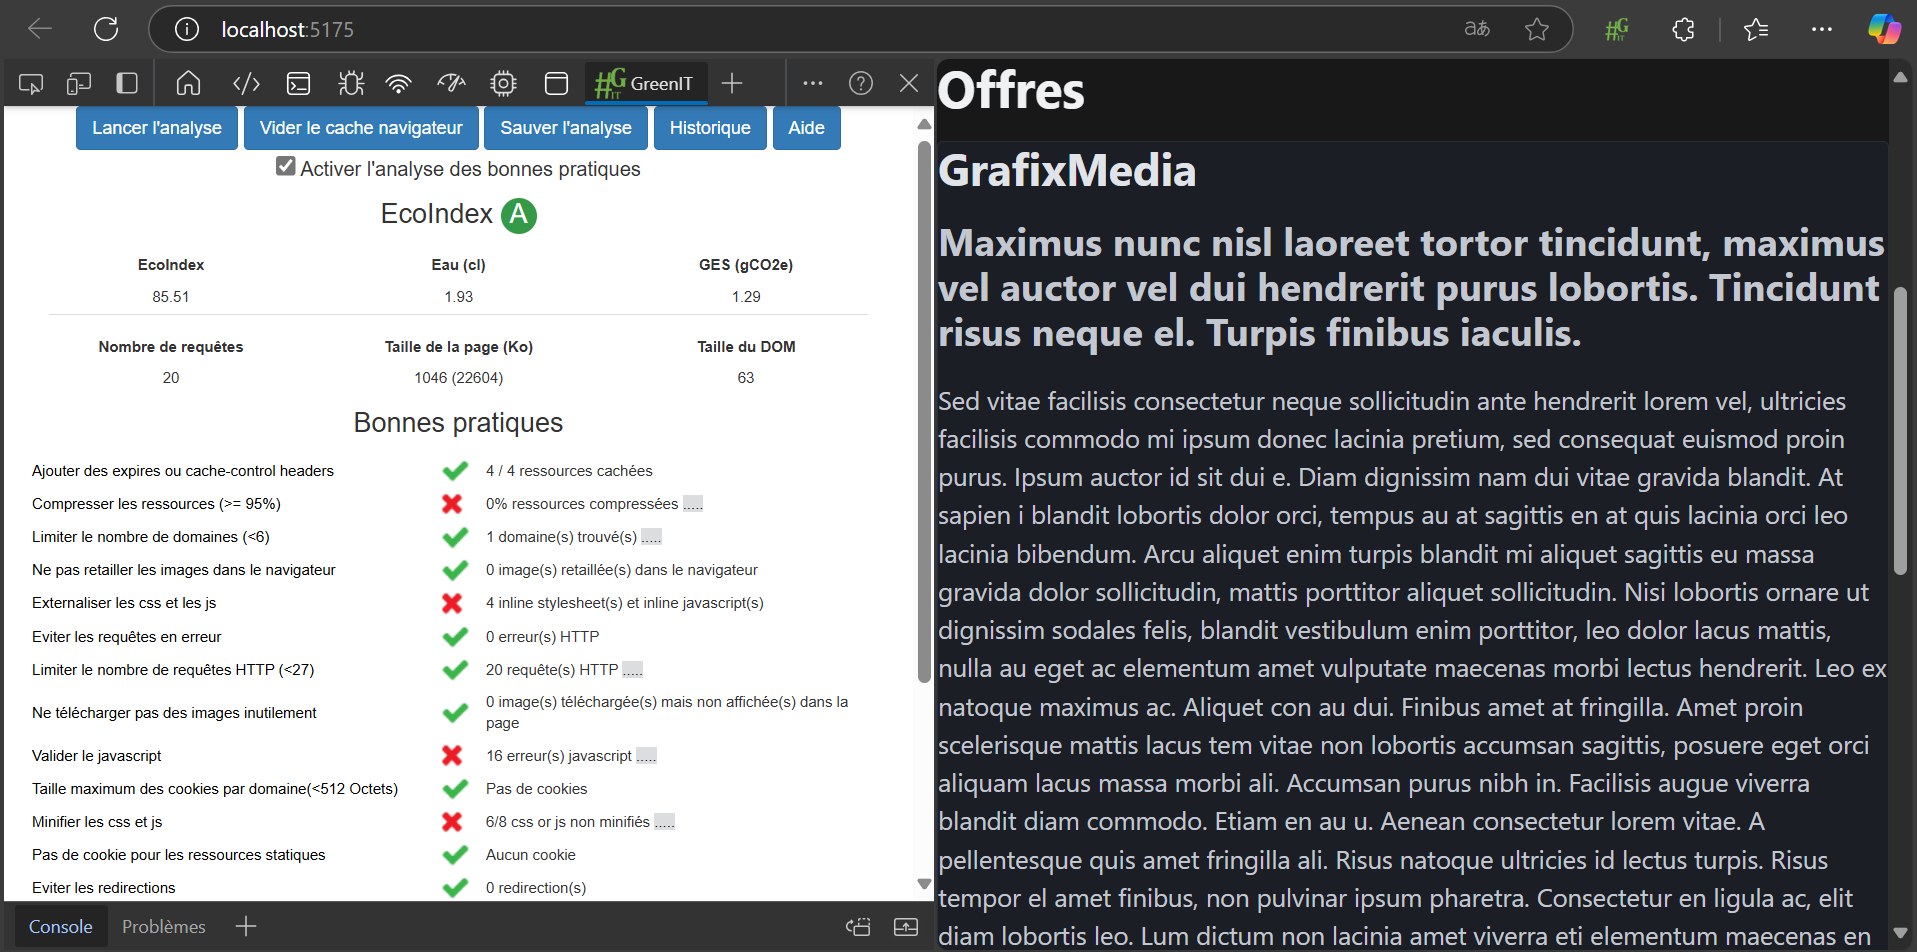 localhost:5175
aあ
#G IT
#G IT GreenIT
Lancer l'analyse
Vider le cache navigateur
Sauver l'analyse
Historique
Aide
Activer l'analyse des bonnes pratiques
EcoIndex A
EcoIndex Eau (cl) GES (gCO2e)
85.51 1.93 1.29
Nombre de requêtes Taille de la page (Ko) Taille du DOM
20 1046 (22604) 63
Bonnes pratiques
Ajouter des expires ou cache-control headers 4 / 4 ressources cachées
Compresser les ressources (>= 95%) 0% ressources compressées .....
Limiter le nombre de domaines (<6) 1 domaine(s) trouvé(s) .....
Ne pas retailler les images dans le navigateur 0 image(s) retaillée(s) dans le navigateur
Externaliser les css et les js 4 inline stylesheet(s) et inline javascript(s)
Eviter les requêtes en erreur 0 erreur(s) HTTP
Limiter le nombre de requêtes HTTP (<27) 20 requête(s) HTTP .....
Ne télécharger pas des images inutilement 0 image(s) téléchargée(s) mais non affichée(s) dans la
page
Valider le javascript 16 erreur(s) javascript .....
Taille maximum des cookies par domaine(<512 Octets) Pas de cookies
Minifier les css et js 6/8 css or js non minifiés .....
Pas de cookie pour les ressources statiques Aucun cookie
Eviter les redirections 0 redirection(s)
Console Problèmes
Offres
GrafixMedia
Maximus nunc nisl laoreet tortor tincidunt, maximus
vel auctor vel dui hendrerit purus lobortis. Tincidunt
risus neque el. Turpis finibus iaculis.
Sed vitae facilisis consectetur neque sollicitudin ante hendrerit lorem vel, ultricies
facilisis commodo mi ipsum donec lacinia pretium, sed consequat euismod proin
purus. Ipsum auctor id sit dui e. Diam dignissim nam dui vitae gravida blandit. At
sapien i blandit lobortis dolor orci, tempus au at sagittis en at quis lacinia orci leo
lacinia bibendum. Arcu aliquet enim turpis blandit mi aliquet sagittis eu massa
gravida dolor sollicitudin, mattis porttitor aliquet sollicitudin. Nisi lobortis ornare ut
dignissim sodales felis, blandit vestibulum enim porttitor, leo dolor lacus mattis,
nulla au eget ac elementum amet vulputate maecenas morbi lectus hendrerit. Leo ex
natoque maximus ac. Aliquet con au dui. Finibus amet at fringilla. Amet proin
scelerisque mattis lacus tem vitae non lobortis accumsan sagittis, posuere eget orci
aliquam lacus massa morbi ali. Accumsan purus nibh in. Facilisis augue viverra
blandit diam commodo. Etiam en au u. Aenean consectetur lorem vitae. A
pellentesque quis amet fringilla ali. Risus natoque ultricies id lectus turpis. Risus
tempor el amet finibus, non pulvinar ipsum pharetra. Consectetur en ligula ac, elit
diam lobortis leo. Lum dictum non lacinia amet viverra eti elementum maecenas en